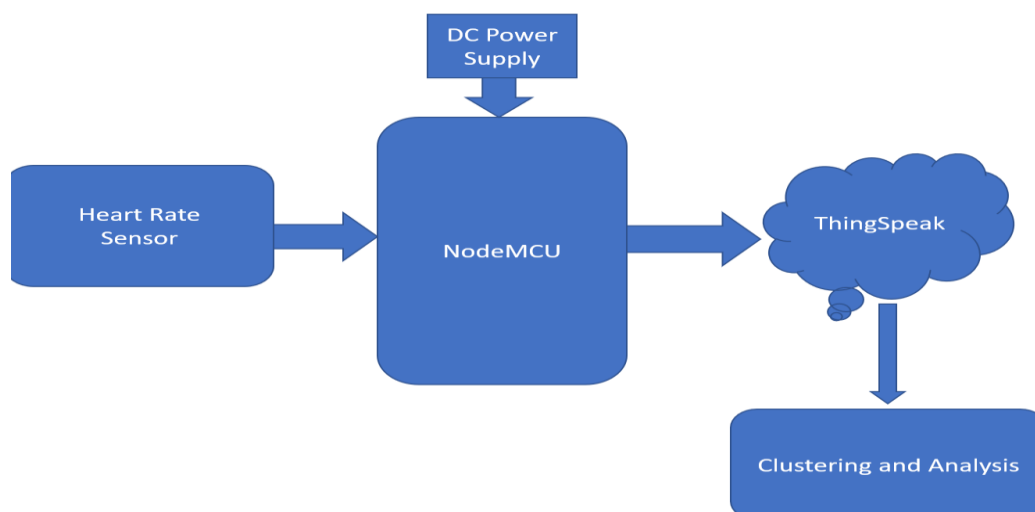 DC Power
Supply
Heart Rate
Sensor
NodeMCU
ThingSpeak
Clustering and Analysis